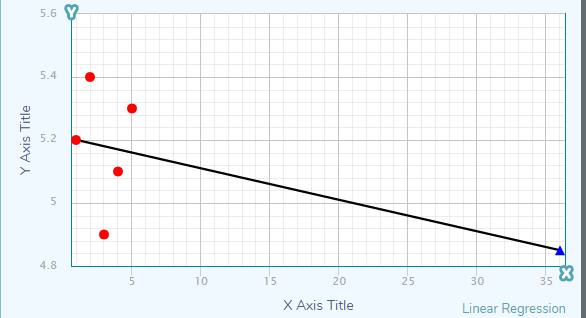 Y
5.6
5.4
5.2
5
4.8
Y Axis Title
5 10 15 20 25 30 35
X
X Axis Title
Linear Regression